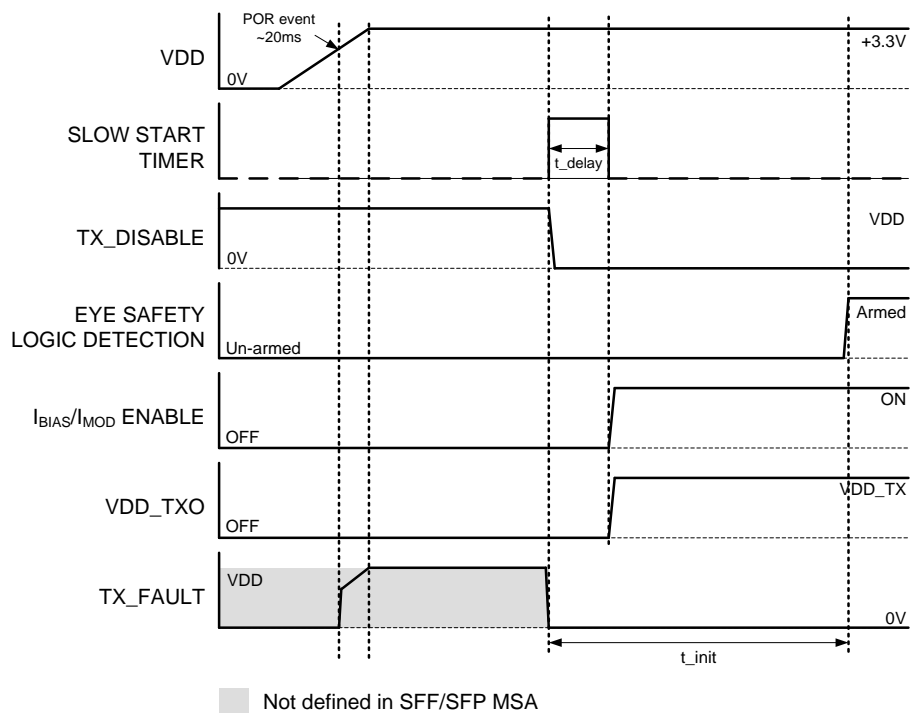 POR event
~20ms
VDD
+3.3V
0V
SLOW START
TIMER
t_delay
TX_DISABLE
VDD
0V
EYE SAFETY
LOGIC DETECTION
Armed
Un-armed
IBIAS/IMOD ENABLE
ON
OFF
VDD_TXO
VDD_TX
OFF
TX_FAULT
VDD
0V
t_init
Not defined in SFF/SFP MSA